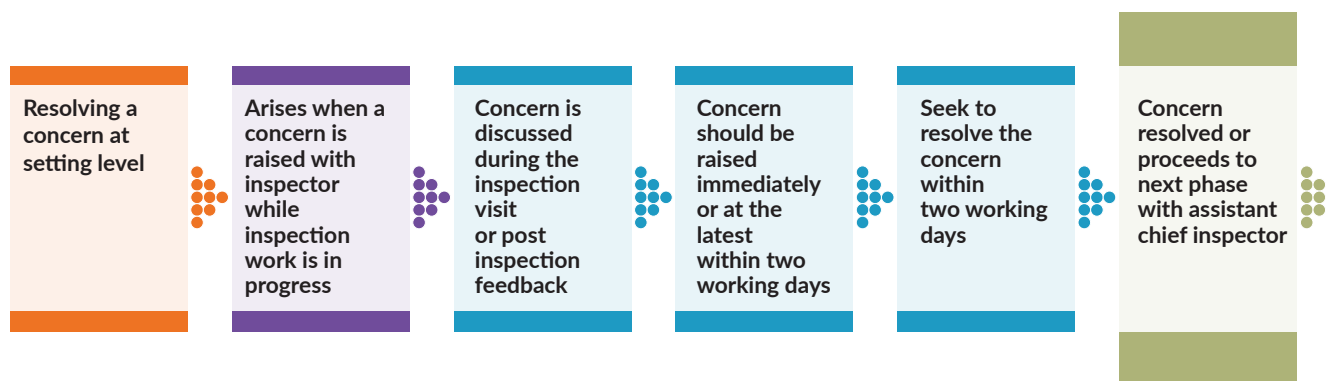 Resolving a
concern at
setting level
Arises when a
concern is
raised with
inspector
while
inspection
work is in
progress
Concern is
discussed
during the
inspection
visit
or post
inspection
feedback
Concern
should be
raised
immediately
or at the
latest
within two
working days
Seek to
resolve the
concern
within
two working
days
Concern
resolved or
proceeds to
next phase
with assistant
chief inspector